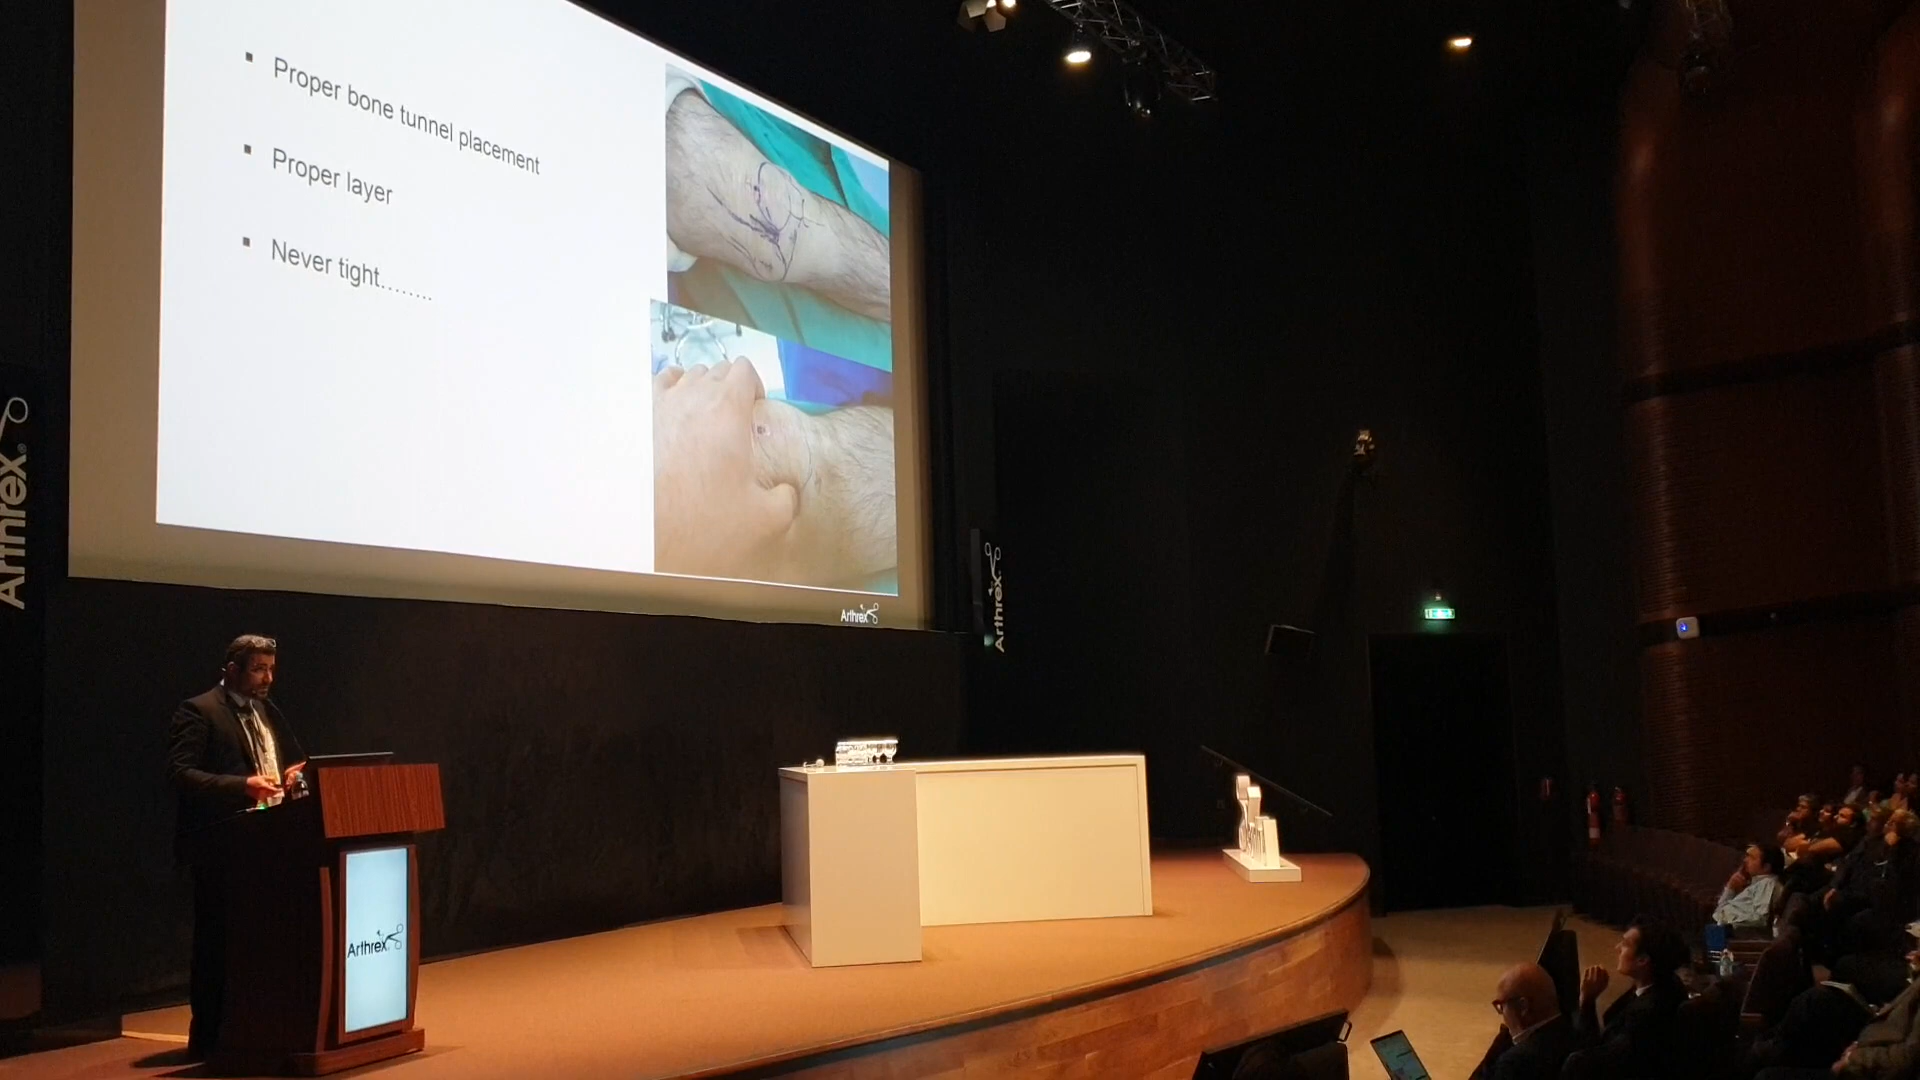 Proper bone tunnel placement
Proper layer
Never tight........
Arthrex
Arthrex
Arthrex
Arthrex